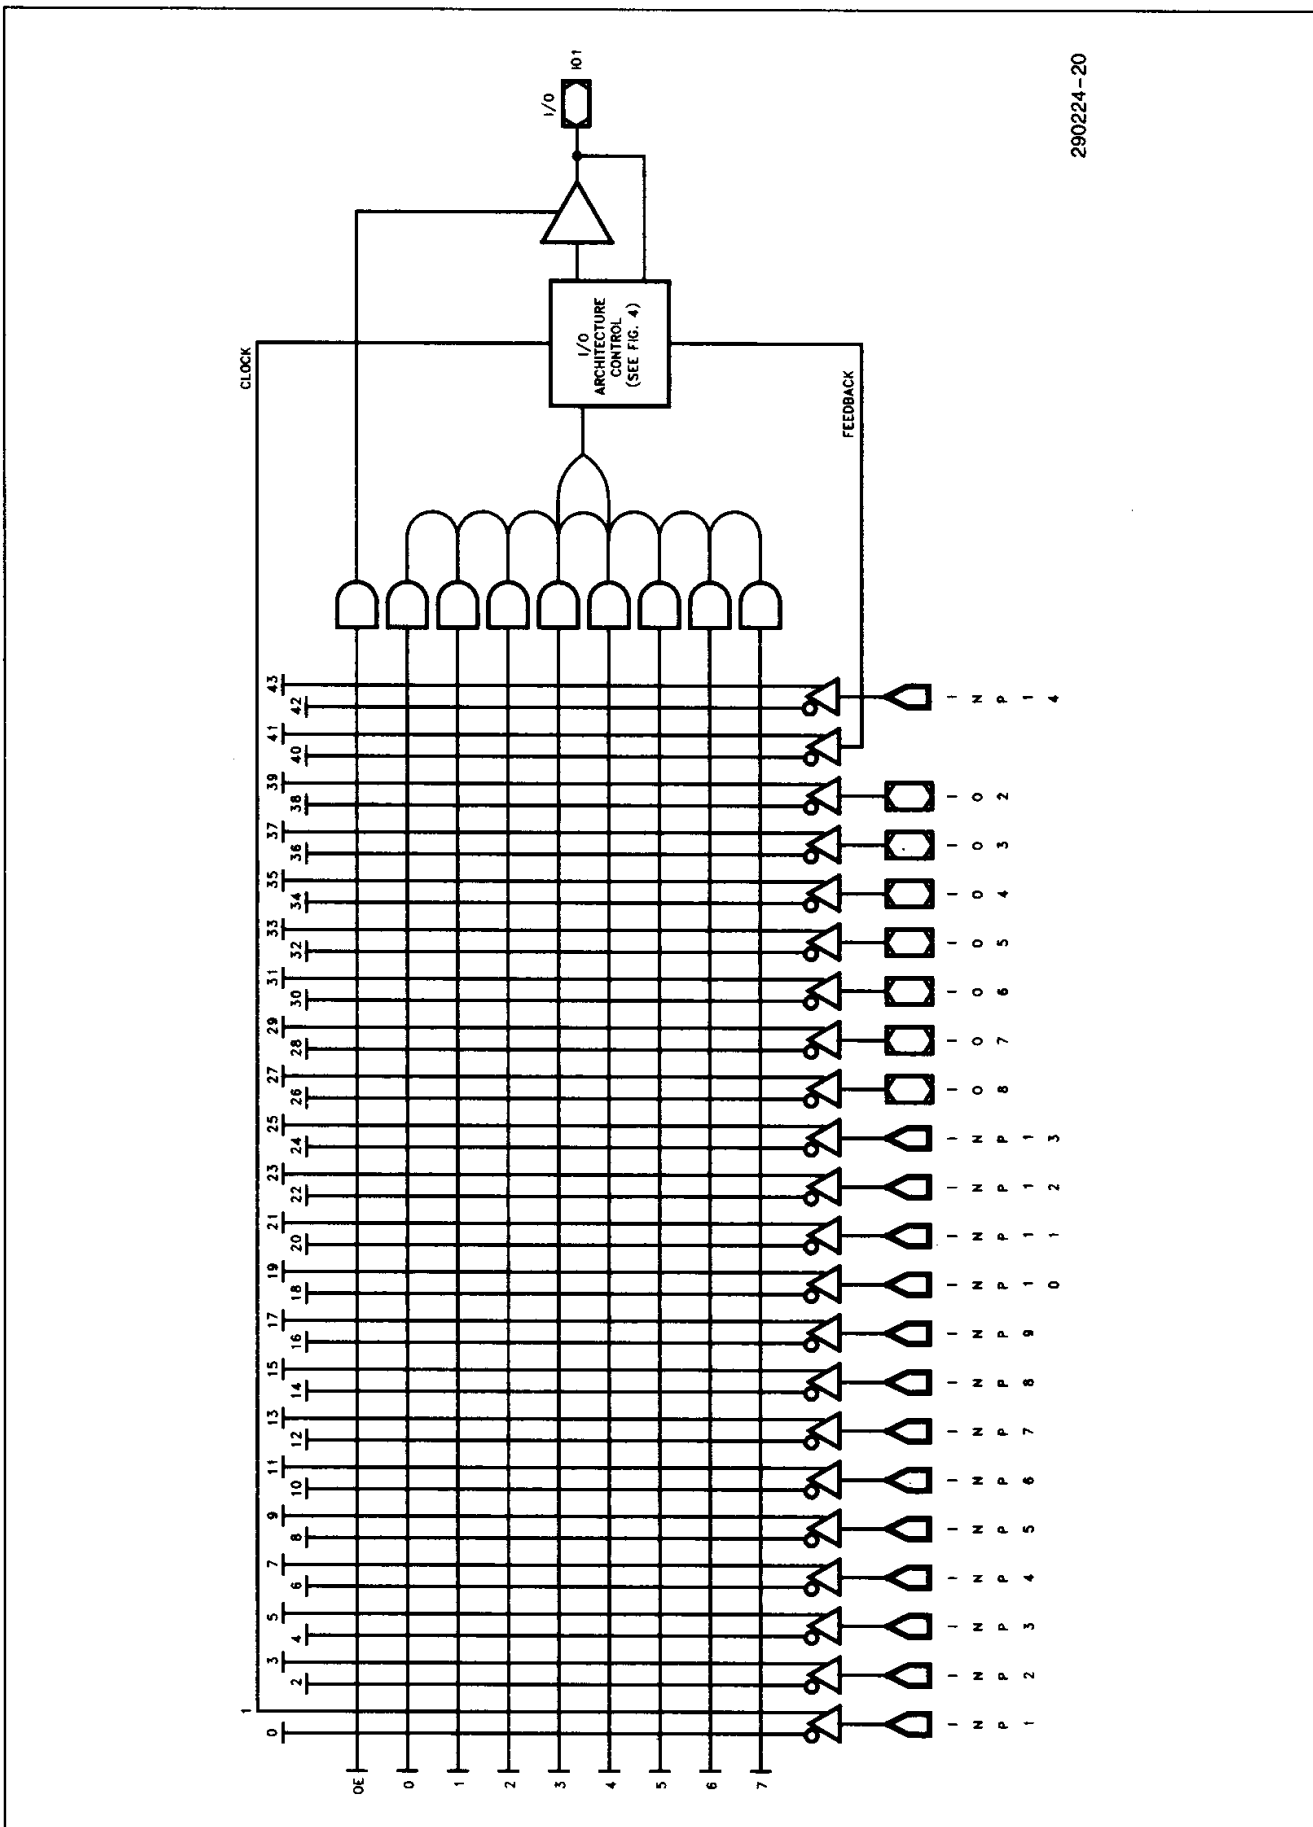 CLOCK
0
1
2
3
4
5
6
7
8
9
10
11
12
13
14
15
16
17
18
19
20
21
22
23
24
25
26
27
28
29
30
31
32
33
34
35
36
37
38
39
40
41
42
43
OE
0
1
2
3
4
5
6
7
I/O
IO1
I/O
ARCHITECTURE
CONTROL
(SEE FIG. 4)
FEEDBACK
INP1
INP2
INP3
INP4
INP5
INP6
INP7
INP8
INP9
INP10
INP11
INP12
INP13
IO8
IO7
IO6
IO5
IO4
IO3
IO2
INP14
290224-20